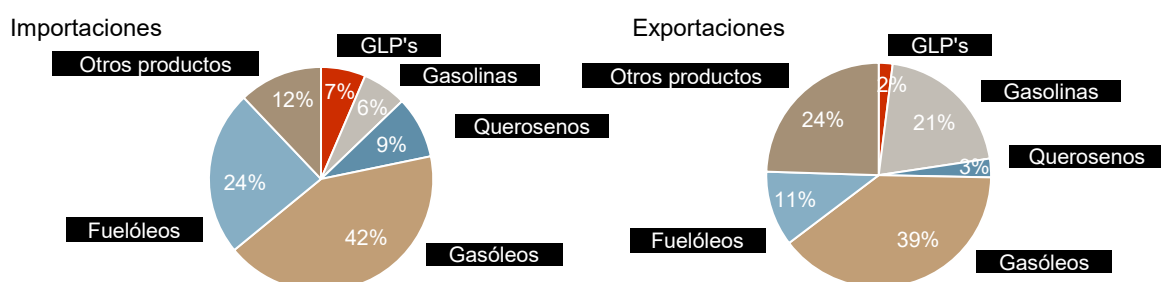 Importaciones
GLP's
Otros productos
Gasolinas
7%
12%
6%
Querosenos
9%
24%
Fuelóleos
42%
Gasóleos
Exportaciones
GLP's
Otros productos
2%
Gasolinas
24%
21%
Querosenos
3%
11%
Fuelóleos
39%
Gasóleos